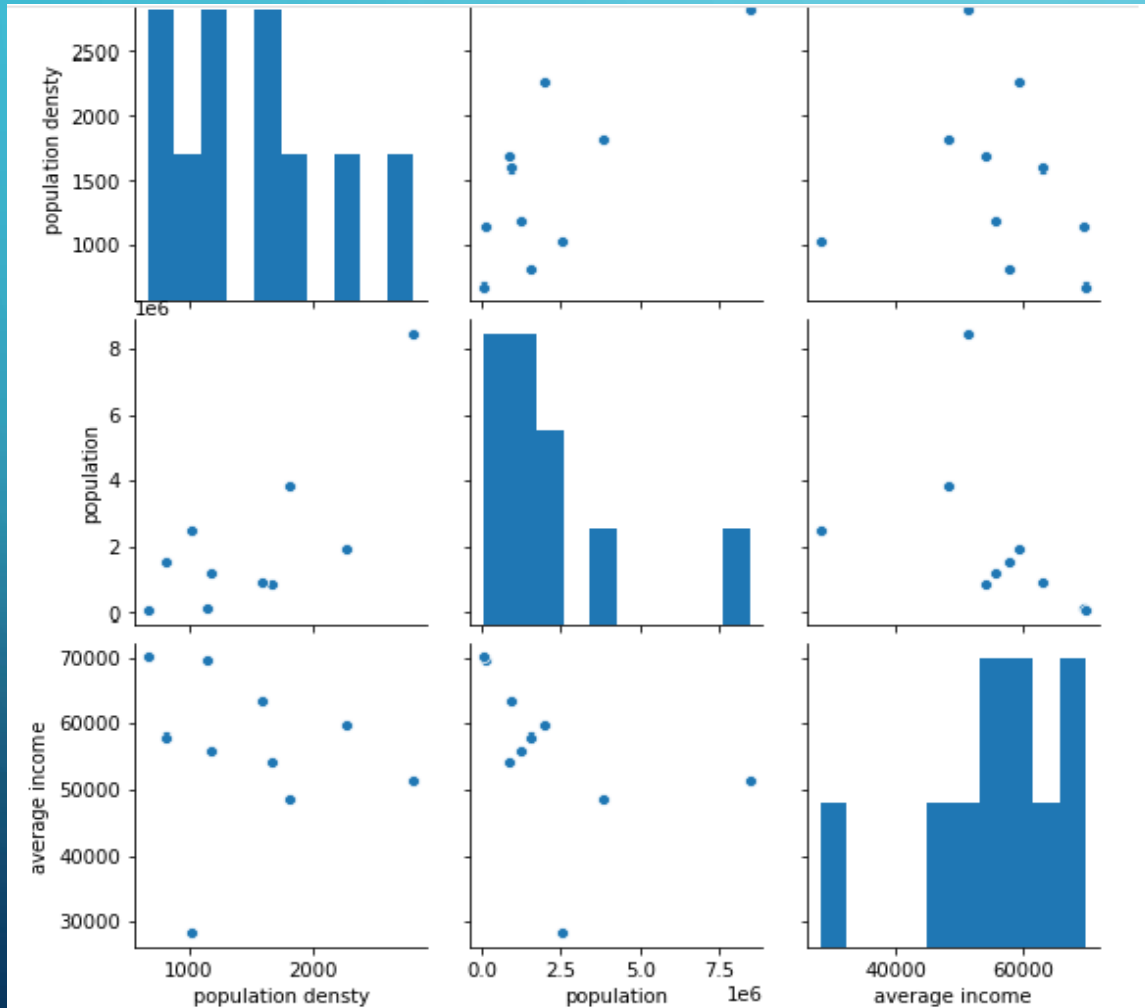 population densty
2500
2000
1500
1000
1e6
population
8
6
4
2
0
average income
70000
60000
50000
40000
30000
1000 2000
0.0 2.5 5.0 7.5
40000 60000
1e6
population densty
population
average income